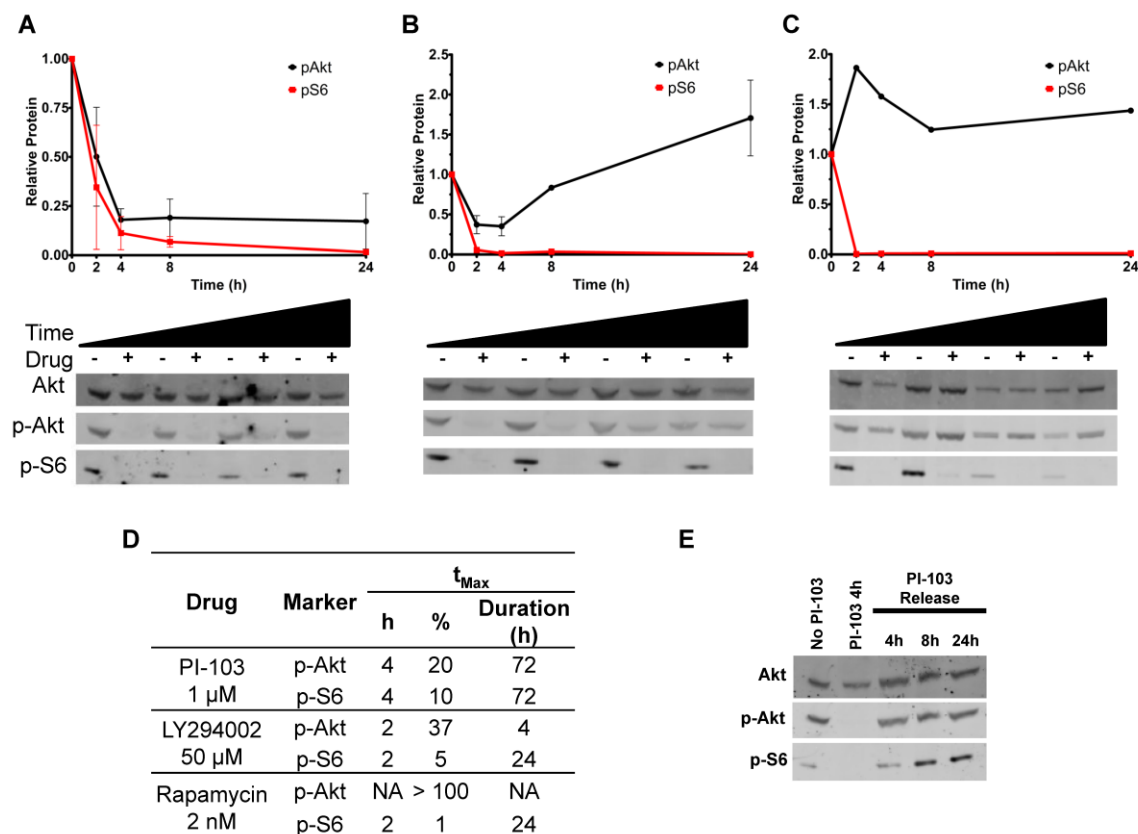 A
1.00
0.75
0.50
0.25
0.00
Relative Protein
pAkt
pS6
0 2 4 8 24
Time (h)
B
2.5
2.0
1.5
1.0
0.5
0.0
Relative Protein
pAkt
pS6
0 2 4 8 24
Time (h)
C
2.0
1.5
1.0
0.5
0.0
Relative Protein
pAkt
pS6
0 2 4 8 24
Time (h)
Time
Drug - + - + - + - +
- + - + - + - +
- + - + - + - +
Akt
p-Akt
p-S6
D
tMax
Drug Marker h % Duration (h)
PI-103 1 µM p-Akt 4 20 72
p-S6 4 10 72
LY294002 50 µM p-Akt 2 37 4
p-S6 2 5 24
Rapamycin 2 nM p-Akt NA > 100 NA
p-S6 2 1 24
E
No PI-103
PI-103 4h
PI-103
Release
4h 8h 24h
Akt
p-Akt
p-S6